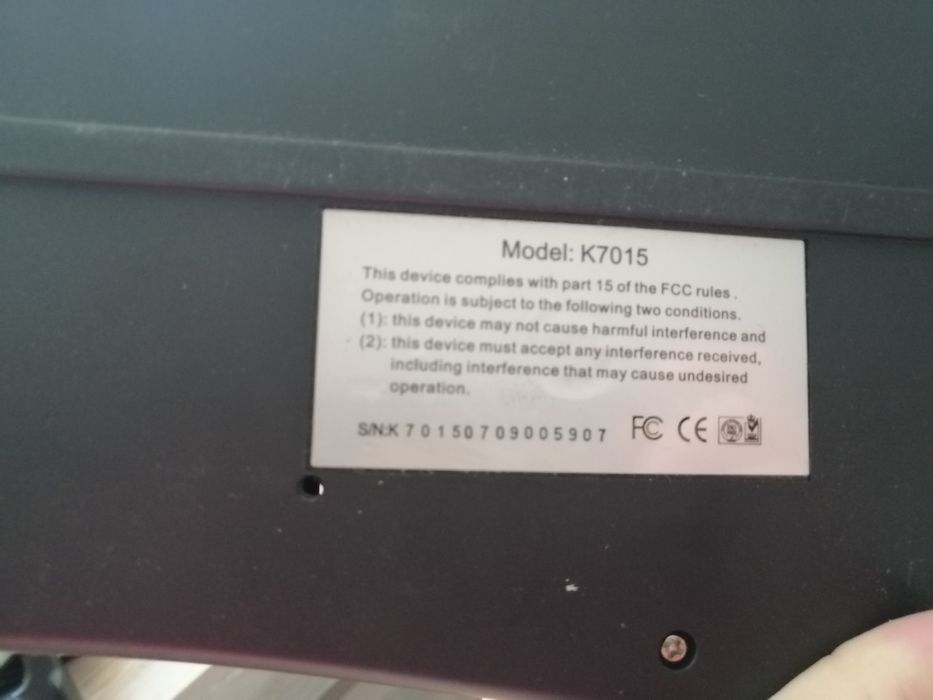 Model: K7015
This device complies with part 15 of the FCC rules .
Operation is subject to the following two conditions.
(1): this device may not cause harmful interference and
(2): this device must accept any interference received,
including interference that may cause undesired
operation.
S/N:K 7 0 1 5 0 7 0 9 0 0 5 9 0 7 FC CE